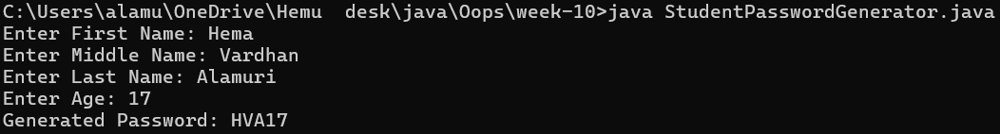 C:\Users\alamu\OneDrive\Hemu  desk\java\Oops\week-10>java StudentPasswordGenerator.java
Enter First Name: Hema
Enter Middle Name: Vardhan
Enter Last Name: Alamuri
Enter Age: 17
Generated Password: HVA17